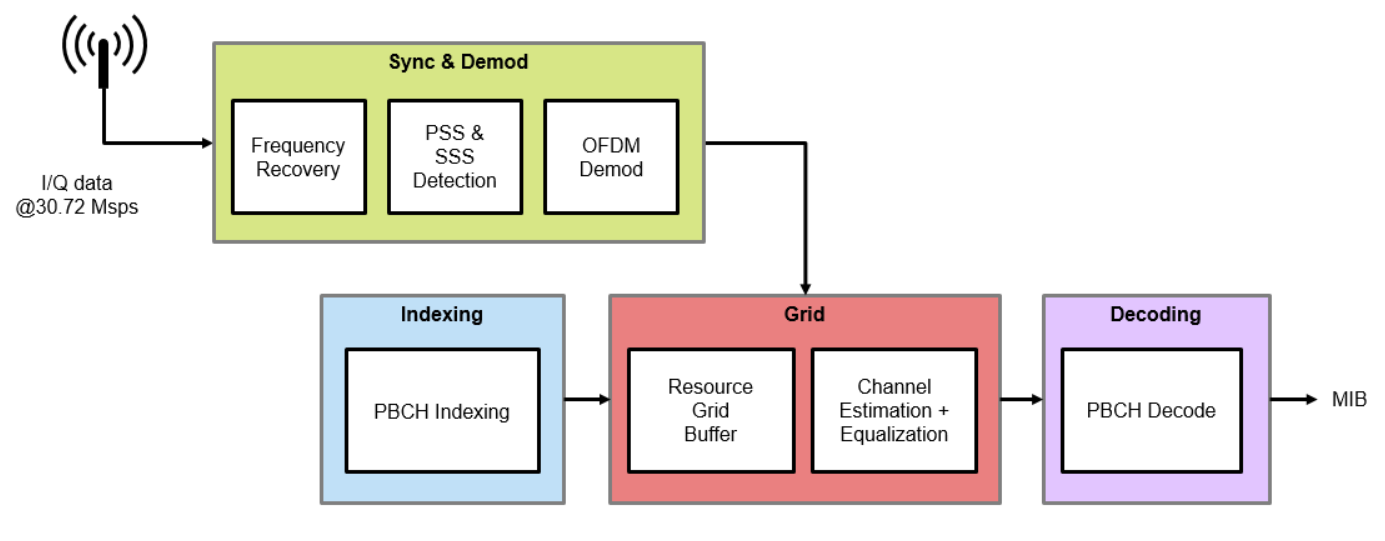 Sync & Demod
Frequency
Recovery
PSS &
SSS
Detection
OFDM
Demod
I/Q data
@30.72 Msps
Indexing
PBCH Indexing
Grid
Resource
Grid
Buffer
Channel
Estimation +
Equalization
Decoding
PBCH Decode
MIB